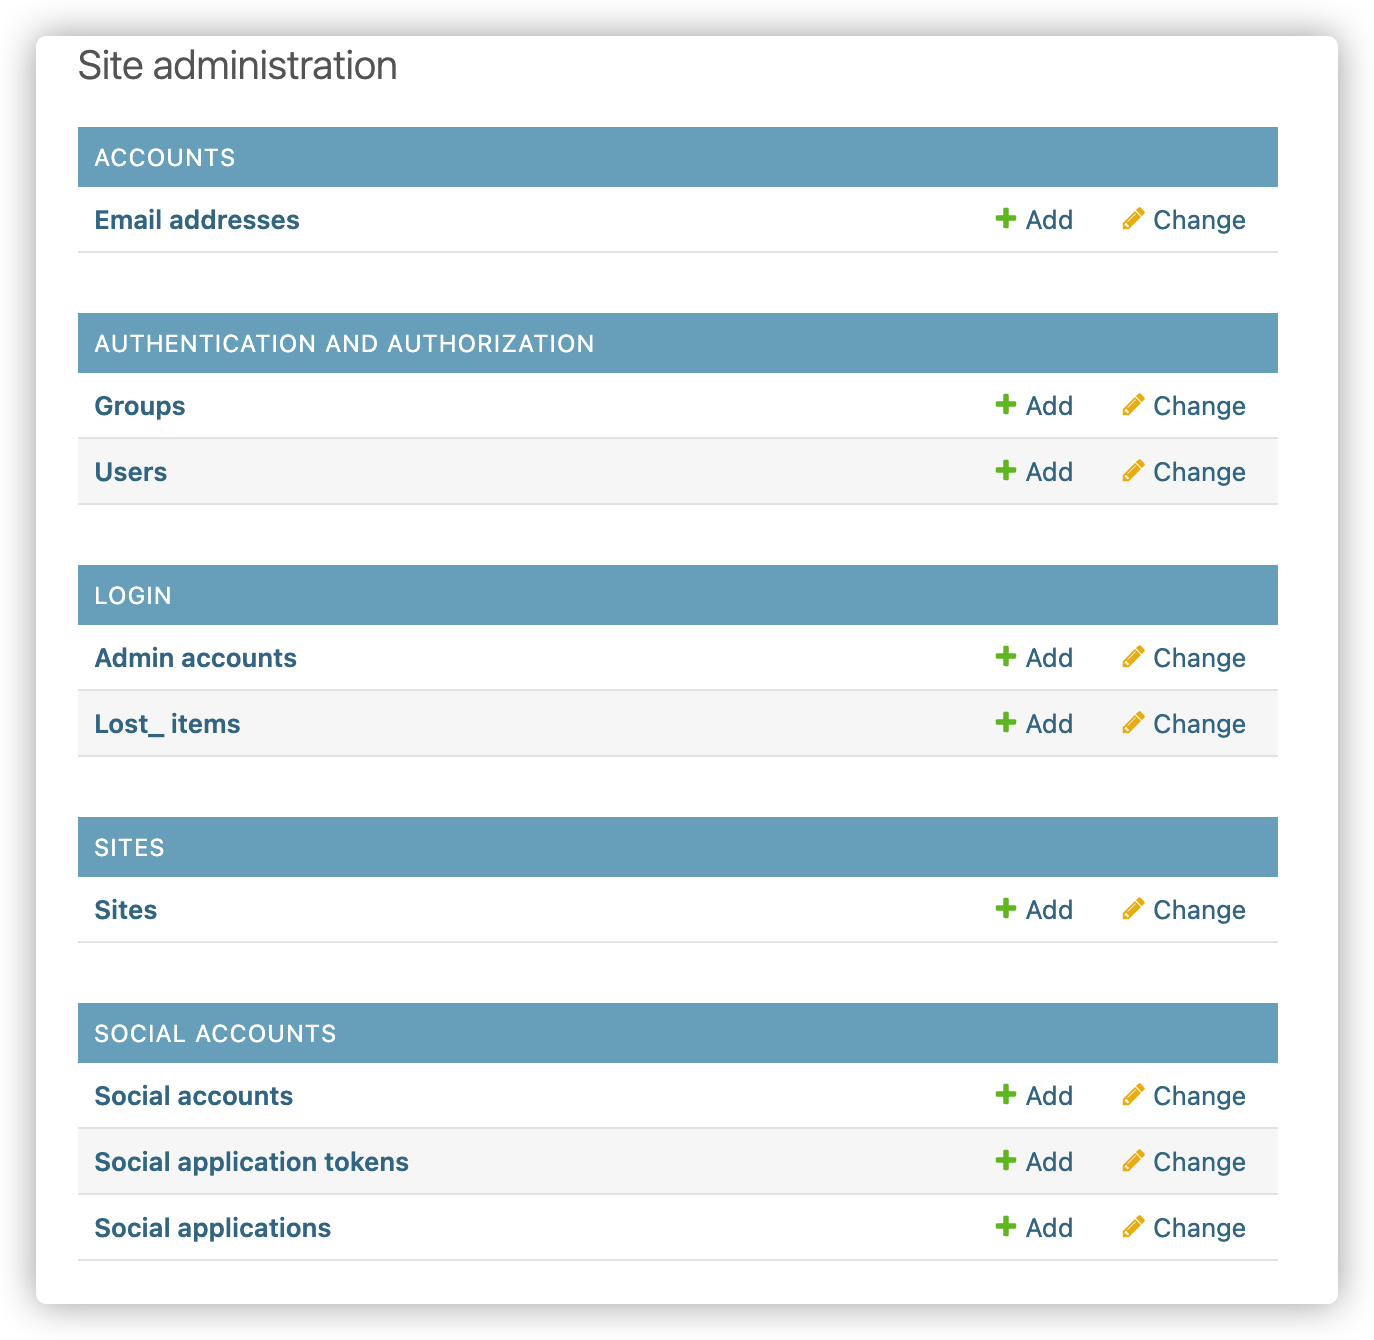 Site administration
ACCOUNTS
Email addresses Add Change
AUTHENTICATION AND AUTHORIZATION
Groups Add Change
Users Add Change
LOGIN
Admin accounts Add Change
Lost_ items Add Change
SITES
Sites Add Change
SOCIAL ACCOUNTS
Social accounts Add Change
Social application tokens Add Change
Social applications Add Change